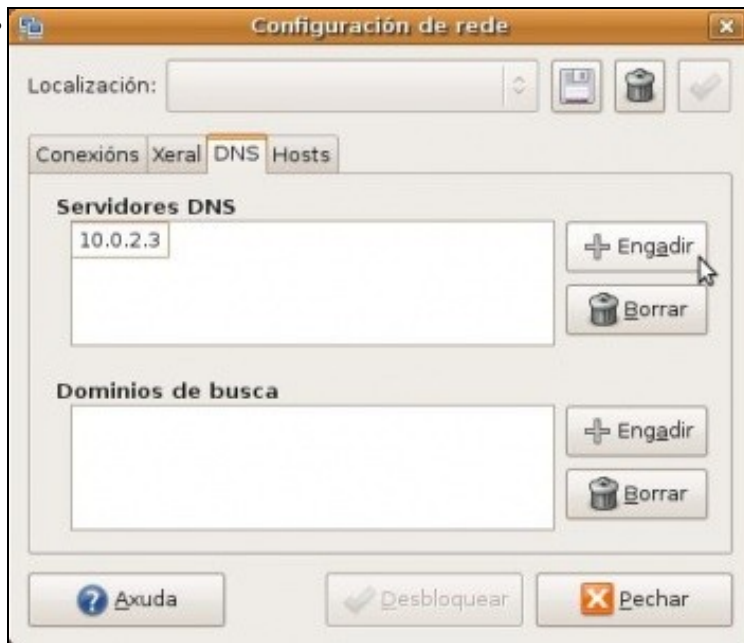 Configuración de rede
Localización:
Conexións Xeral DNS Hosts
Servidores DNS
10.0.2.3
Engadir
Borrar
Dominios de busca
Engadir
Borrar
Axuda Desbloquear Pechar